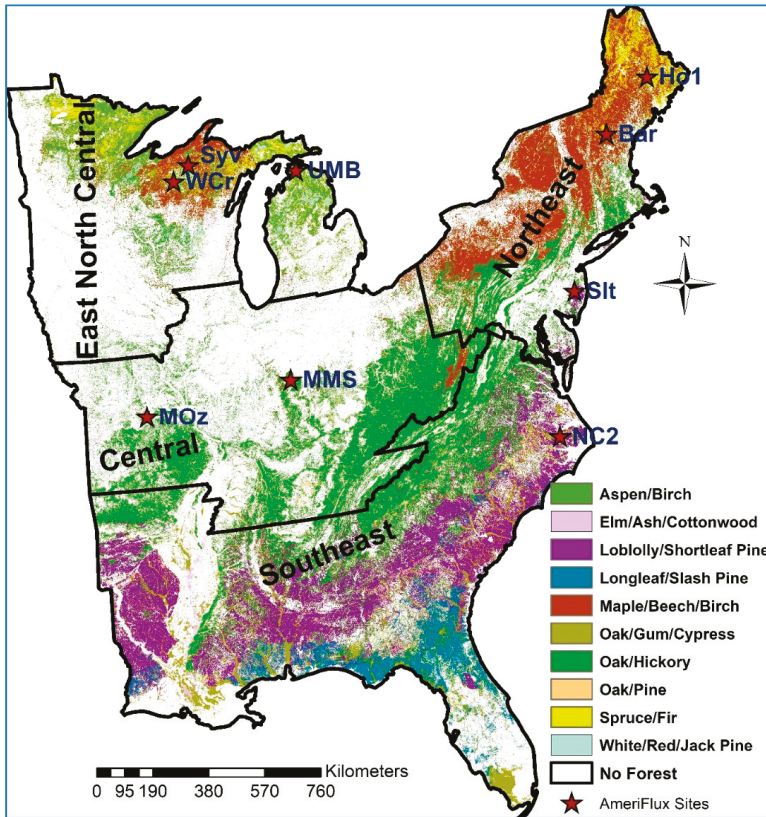 Ho1
Bar
Syv
WCr
UMB
East North Central
Northeast
N
Slt
MMS
MOz
Central
NC2
Southeast
Aspen/Birch
Elm/Ash/Cottonwood
Loblolly/Shortleaf Pine
Longleaf/Slash Pine
Maple/Beech/Birch
Oak/Gum/Cypress
Oak/Hickory
Oak/Pine
Spruce/Fir
White/Red/Jack Pine
No Forest
AmeriFlux Sites
Kilometers
0 95 190 380 570 760